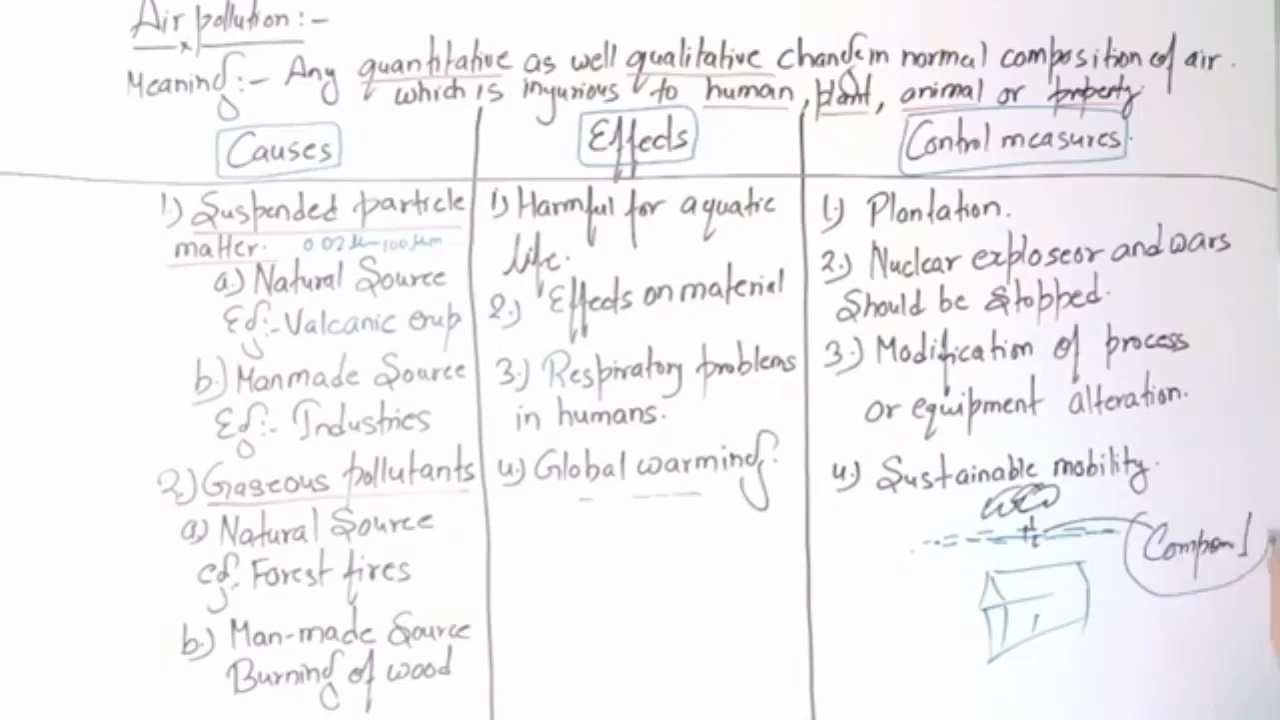 Air pollution:-
Meaning:- Any quantitative as well qualitative change in normal composition of air.
which is inyurious to human, plant, animal or property
Causes
1.) Suspended particle
matter. 0.02 µ-100 µm
a.) Natural Source
Eg:- Valcanic erup
b.) Manmade Source
Eg:- Industries
2.) Gaseous pollutants
a) Natural Source
eg. Forest fires
b.) Man-made Source
Burning of wood
Effects
1) Harmful for aquatic
life.
2.) Effects on material
3.) Respiratory problems
in humans.
4) Global warming.
Control measures.
1.) Plantation.
2.) Nuclear exploseor and wars
Should be Stopped.
3.) Modification of process
or equipment alteration.
4.) Sustainable mobility.